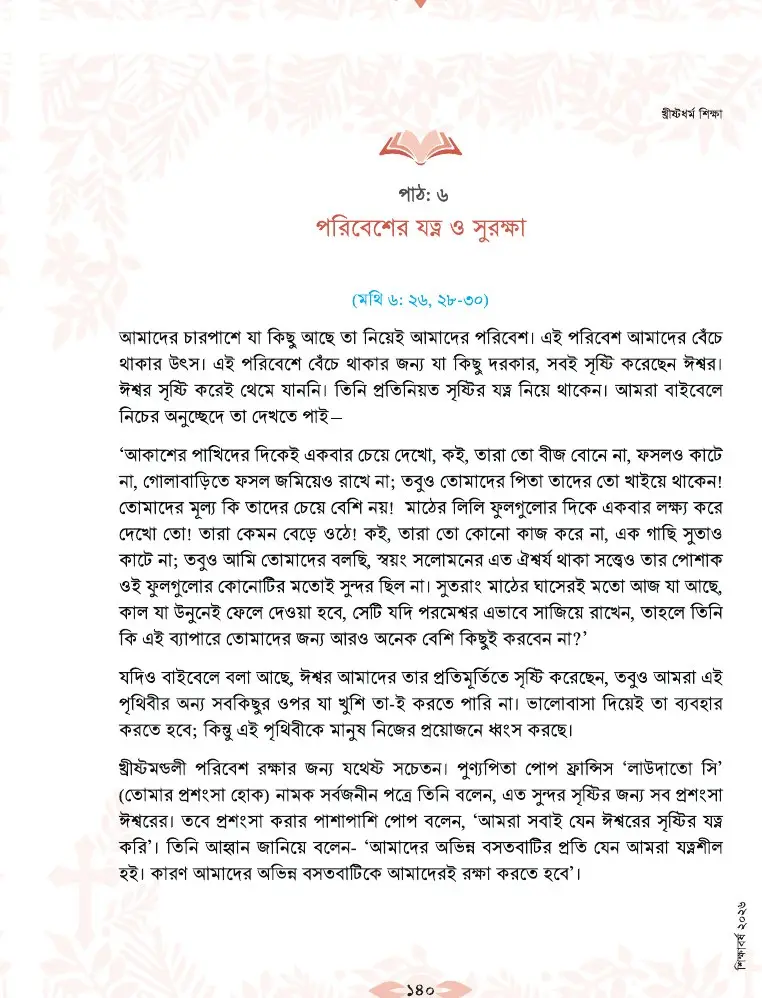 খ্রীষ্টধর্ম শিক্ষা
পাঠ: ৬
পরিবেশের যত্ন ও সুরক্ষা
(মথি ৬: ২৬, ২৮-৩০)
আমাদের চারপাশে যা কিছু আছে তা নিয়েই আমাদের পরিবেশ। এই পরিবেশ আমাদের বেঁচে
থাকার উৎস। এই পরিবেশে বেঁচে থাকার জন্য যা কিছু দরকার, সবই সৃষ্টি করেছেন ঈশ্বর।
ঈশ্বর সৃষ্টি করেই থেমে যাননি। তিনি প্রতিনিয়ত সৃষ্টির যত্ন নিয়ে থাকেন। আমরা বাইবেলে
নিচের অনুচ্ছেদে তা দেখতে পাই–
‘আকাশের পাখিদের দিকেই একবার চেয়ে দেখো, কই, তারা তো বীজ বোনে না, ফসলও কাটে
না, গোলাবাড়িতে ফসল জমিয়েও রাখে না; তবুও তোমাদের পিতা তাদের তো খাইয়ে থাকেন!
তোমাদের মূল্য কি তাদের চেয়ে বেশি নয়! মাঠের লিলি ফুলগুলোর দিকে একবার লক্ষ্য করে
দেখো তো! তারা কেমন বেড়ে ওঠে! কই, তারা তো কোনো কাজ করে না, এক গাছি সুতাও
কাটে না; তবুও আমি তোমাদের বলছি, স্বয়ং সলোমনের এত ঐশ্বর্য থাকা সত্ত্বেও তার পোশাক
ওই ফুলগুলোর কোনোটির মতোই সুন্দর ছিল না। সুতরাং মাঠের ঘাসেরই মতো আজ যা আছে,
কাল যা উনুনেই ফেলে দেওয়া হবে, সেটি যদি পরমেশ্বর এভাবে সাজিয়ে রাখেন, তাহলে তিনি
কি এই ব্যাপারে তোমাদের জন্য আরও অনেক বেশি কিছুই করবেন না?’
যদিও বাইবেলে বলা আছে, ঈশ্বর আমাদের তার প্রতিমূর্তিতে সৃষ্টি করেছেন, তবুও আমরা এই
পৃথিবীর অন্য সবকিছুর ওপর যা খুশি তা-ই করতে পারি না। ভালোবাসা দিয়েই তা ব্যবহার
করতে হবে; কিন্তু এই পৃথিবীকে মানুষ নিজের প্রয়োজনে ধ্বংস করছে।
খ্রীষ্টমন্ডলী পরিবেশ রক্ষার জন্য যথেষ্ট সচেতন। পুণ্যপিতা পোপ ফ্রান্সিস ‘লাউদাতো সি’
(তোমার প্রশংসা হোক) নামক সর্বজনীন পত্রে তিনি বলেন, এত সুন্দর সৃষ্টির জন্য সব প্রশংসা
ঈশ্বরের। তবে প্রশংসা করার পাশাপাশি পোপ বলেন, ‘আমরা সবাই যেন ঈশ্বরের সৃষ্টির যত্ন
করি’। তিনি আহ্বান জানিয়ে বলেন- ‘আমাদের অভিন্ন বসতবাটির প্রতি যেন আমরা যত্নশীল
হই। কারণ আমাদের অভিন্ন বসতবাটিকে আমাদেরই রক্ষা করতে হবে’।
শিক্ষাবর্ষ ২০২৬
১৪০